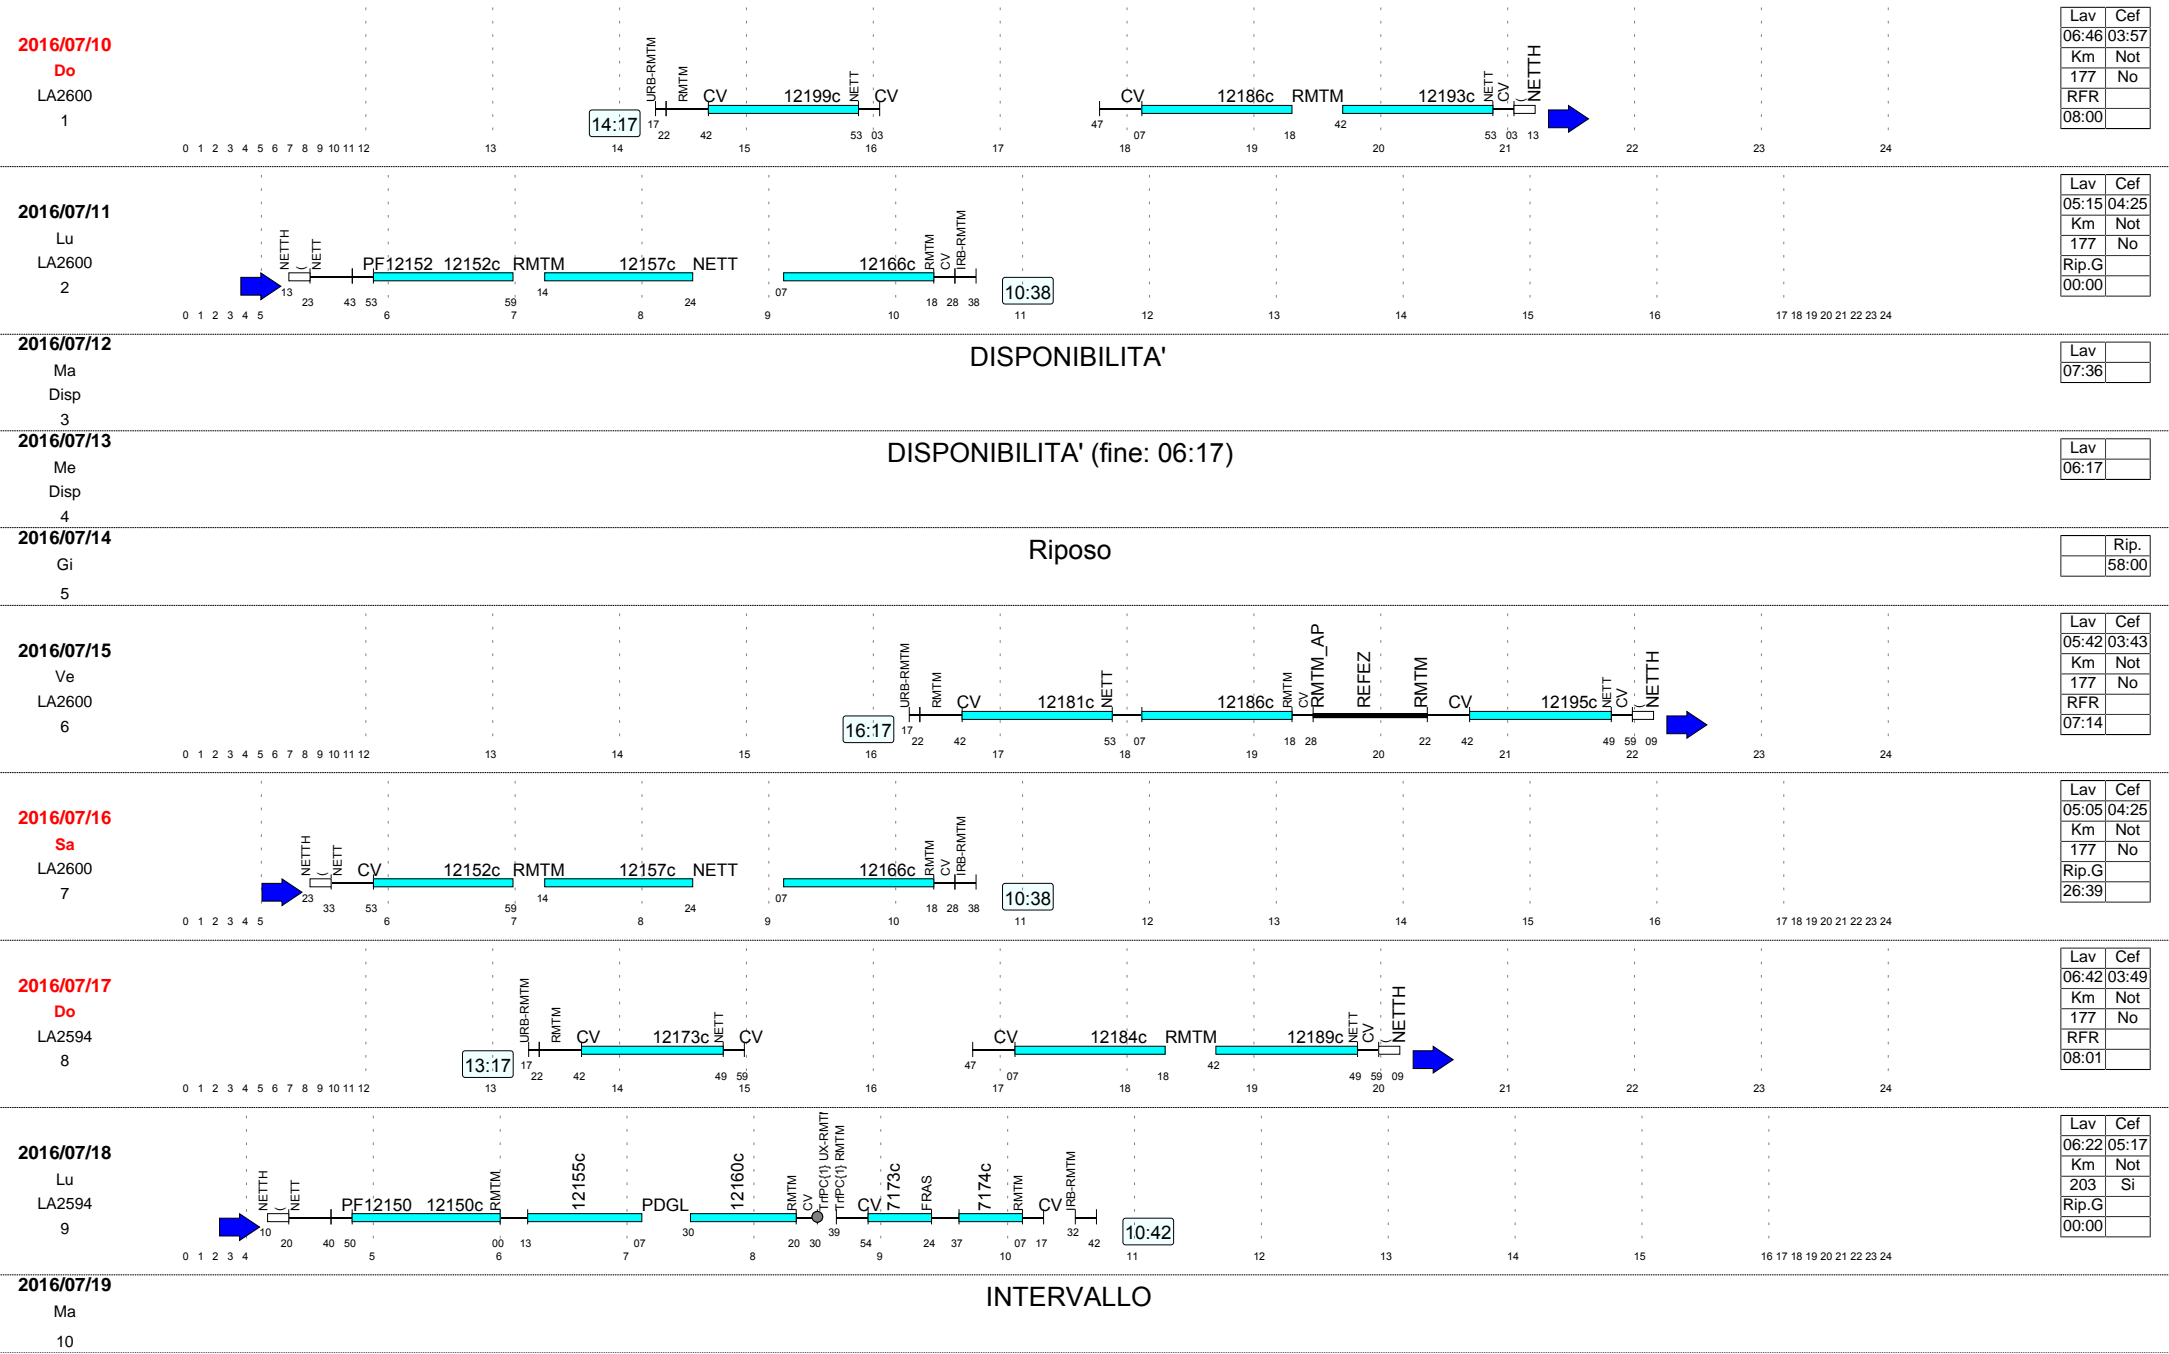 2016/07/10
Do
LA2600
1
14:17
URB-RMTM RMTM CV 12199c NETT CV CV 12186c RMTM 12193c NETT CV ( NETTH
17 22 42 53 03 47 07 18 42 53 03 13
0 1 2 3 4 5 6 7 8 9 10 11 12 13 14 15 16 17 18 19 20 21 22 23 24
Lav Cef
06:46 03:57
Km Not
177 No
RFR
08:00
2016/07/11
Lu
LA2600
2
NETTH ( NETT PF12152 12152c RMTM 12157c NETT 12166c RMTM CV IRB-RMTM
10:38
13 23 43 53 59 14 24 07 18 28 38
0 1 2 3 4 5 6 7 8 9 10 11 12 13 14 15 16 17 18 19 20 21 22 23 24
Lav Cef
05:15 04:25
Km Not
177 No
Rip.G
00:00
2016/07/12
Ma
Disp
3
DISPONIBILITA'
Lav
07:36
2016/07/13
Me
Disp
4
DISPONIBILITA' (fine: 06:17)
Lav
06:17
2016/07/14
Gi
5
Riposo
Rip.
58:00
2016/07/15
Ve
LA2600
6
16:17
URB-RMTM RMTM CV 12181c NETT 12186c RMTM CV RMTM_AP REFEZ RMTM CV 12195c NETT CV ( NETTH
17 22 42 53 07 18 28 22 42 49 59 09
0 1 2 3 4 5 6 7 8 9 10 11 12 13 14 15 16 17 18 19 20 21 22 23 24
Lav Cef
05:42 03:43
Km Not
177 No
RFR
07:14
2016/07/16
Sa
LA2600
7
NETTH ( NETT CV 12152c RMTM 12157c NETT 12166c RMTM CV IRB-RMTM
10:38
23 33 53 59 14 24 07 18 28 38
0 1 2 3 4 5 6 7 8 9 10 11 12 13 14 15 16 17 18 19 20 21 22 23 24
Lav Cef
05:05 04:25
Km Not
177 No
Rip.G
26:39
2016/07/17
Do
LA2594
8
13:17
URB-RMTM RMTM CV 12173c NETT CV CV 12184c RMTM 12189c NETT CV ( NETTH
17 22 42 49 59 47 07 18 42 49 59 09
0 1 2 3 4 5 6 7 8 9 10 11 12 13 14 15 16 17 18 19 20 21 22 23 24
Lav Cef
06:42 03:49
Km Not
177 No
RFR
08:01
2016/07/18
Lu
LA2594
9
NETTH ( NETT PF12150 12150c RMTM 12155c PDGL 12160c RMTM CV TrfPC{1} UX-RMT TrfPC{1} RMTM CV 7173c FRAS 7174c RMTM CV IRB-RMTM
10:42
10 20 40 50 00 13 07 30 20 30 39 54 24 37 07 17 32 42
0 1 2 3 4 5 6 7 8 9 10 11 12 13 14 15 16 17 18 19 20 21 22 23 24
Lav Cef
06:22 05:17
Km Not
203 Si
Rip.G
00:00
2016/07/19
Ma
10
INTERVALLO